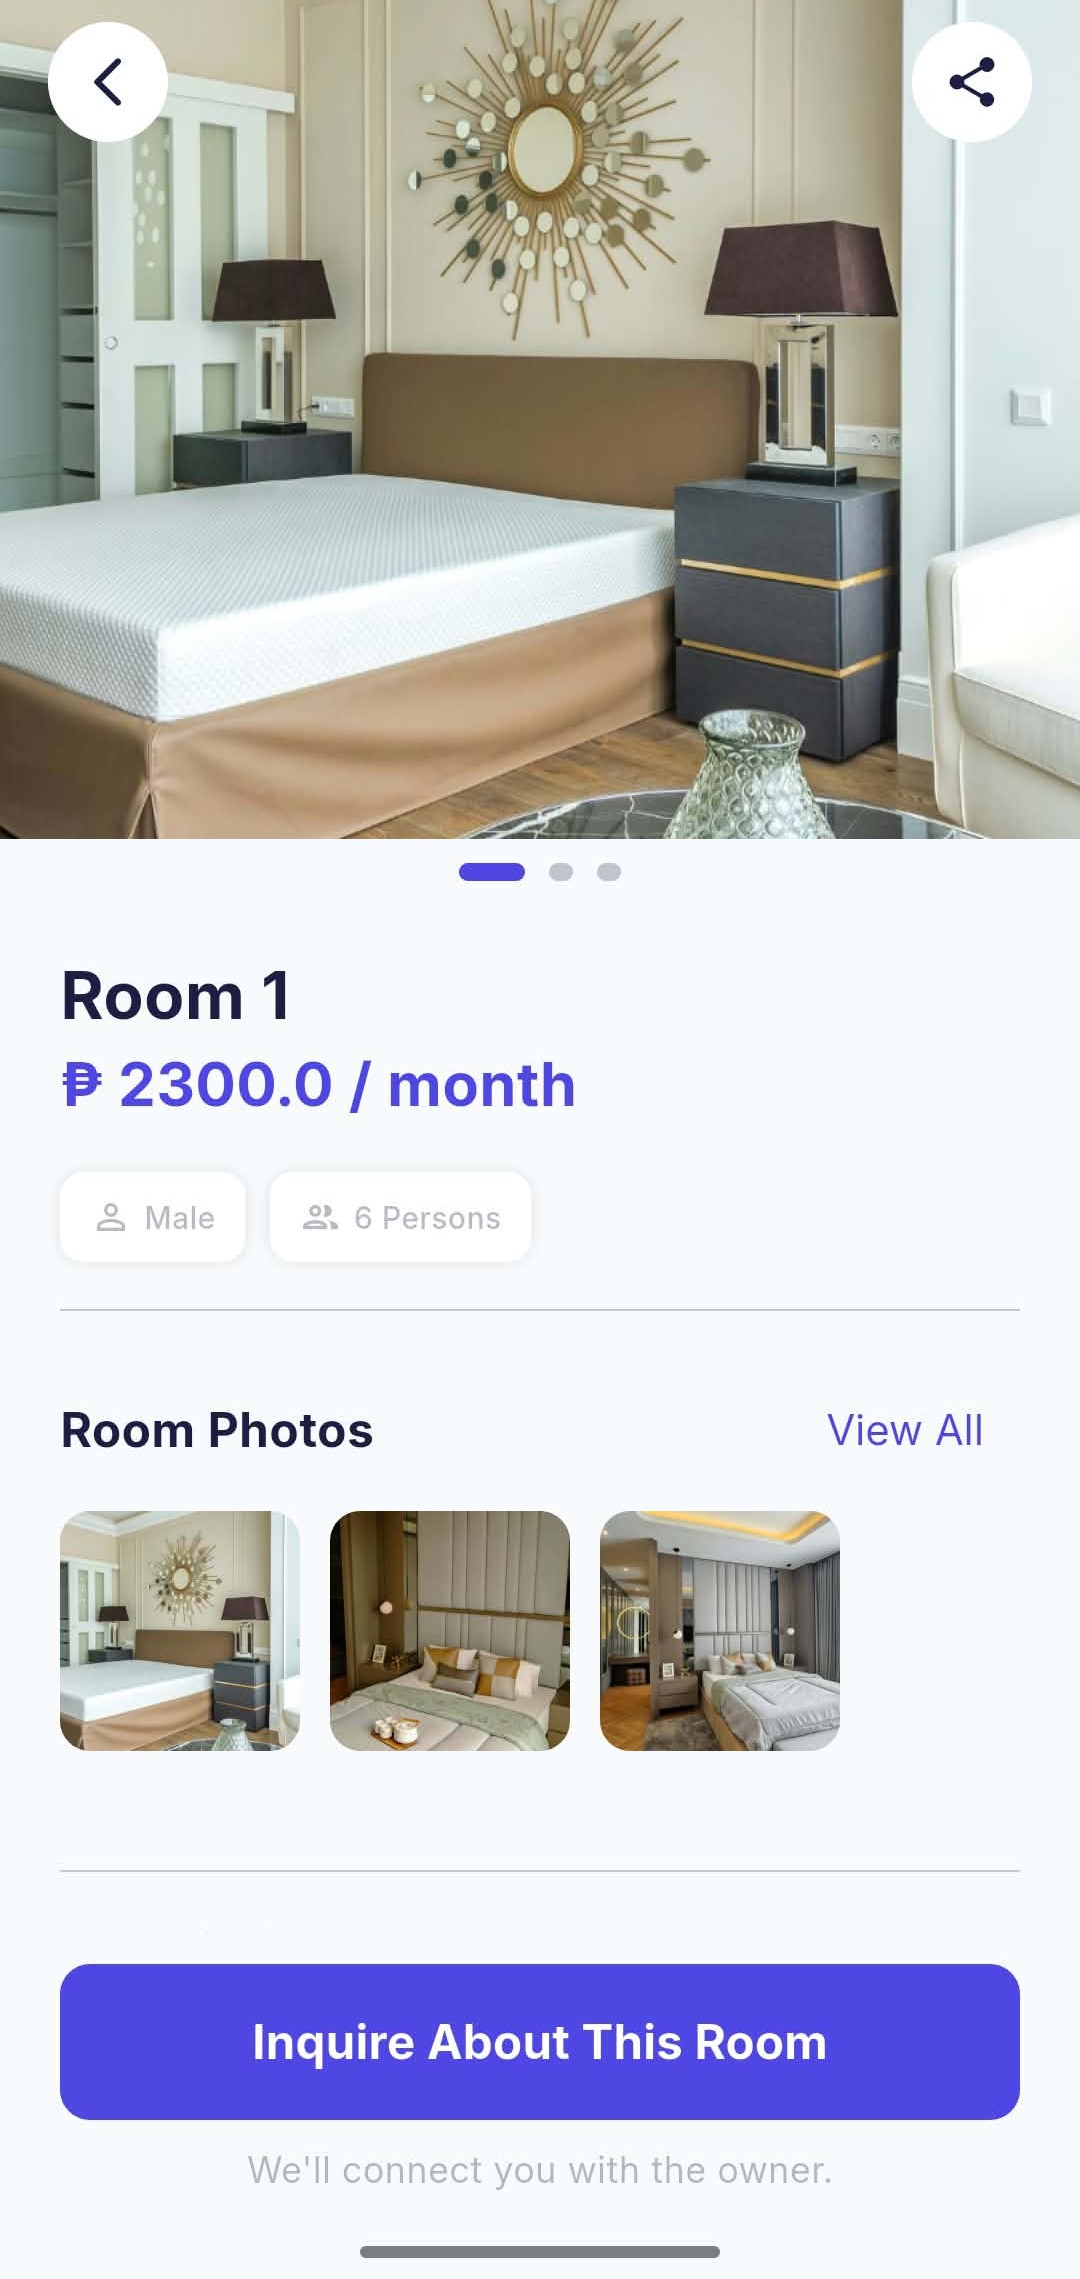 Room 1
₱ 2300.0 / month
Male
6 Persons
Room Photos
View All
Inquire About This Room
We'll connect you with the owner.